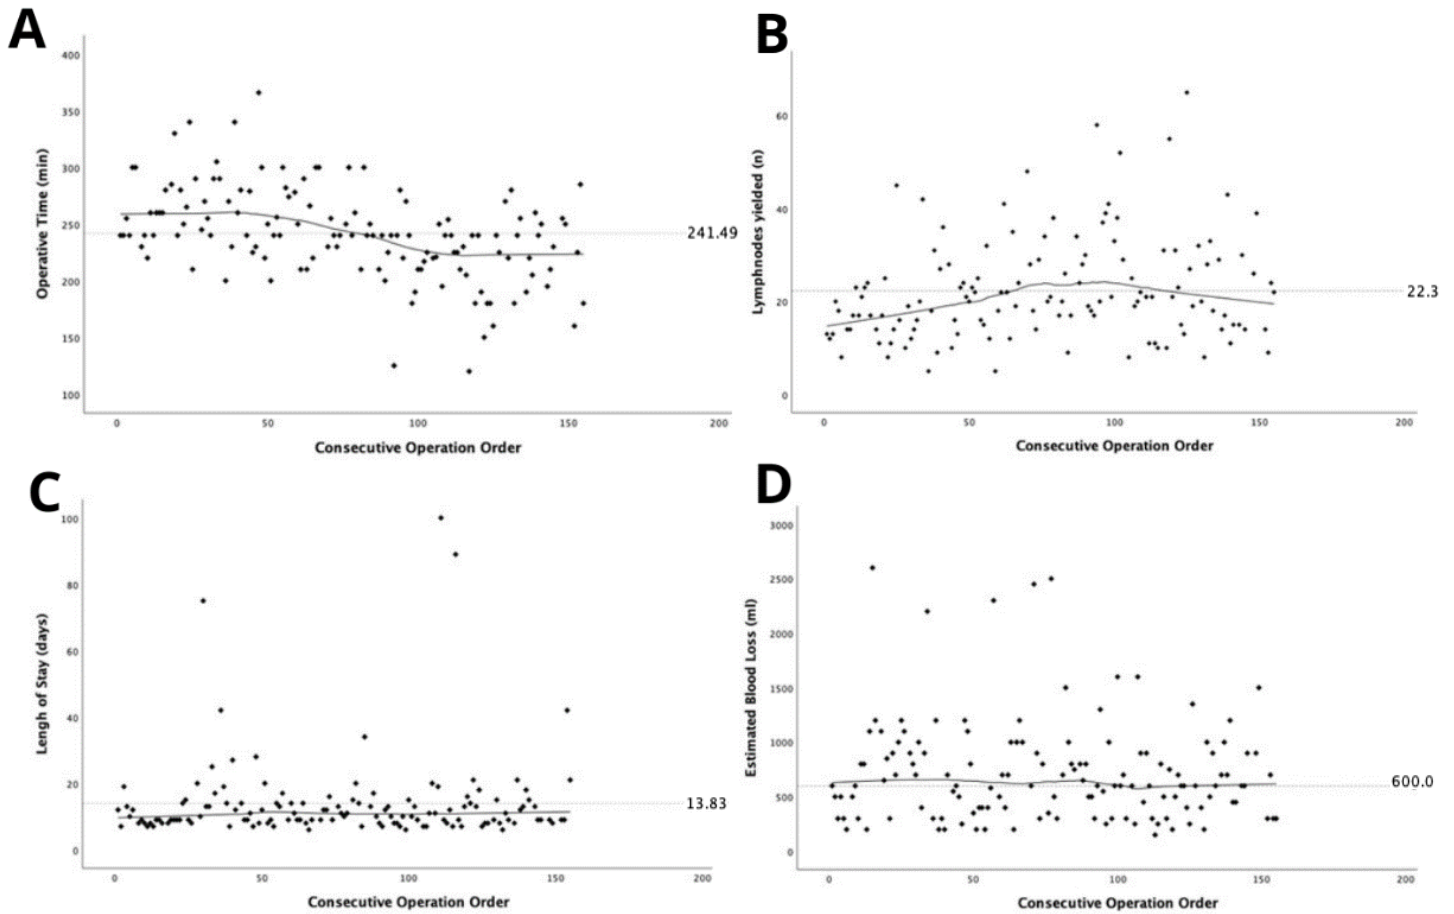 A
Operative Time (min)
400
350
300
250
200
150
100
241.49
0 50 100 150 200
Consecutive Operation Order
B
Lymphnodes yielded (n)
60
40
20
0
22.3
0 50 100 150 200
Consecutive Operation Order
C
Lengh of Stay (days)
100
80
60
40
20
0
13.83
0 50 100 150 200
Consecutive Operation Order
D
Estimated Blood Loss (ml)
3000
2500
2000
1500
1000
500
0
600.0
0 50 100 150 200
Consecutive Operation Order